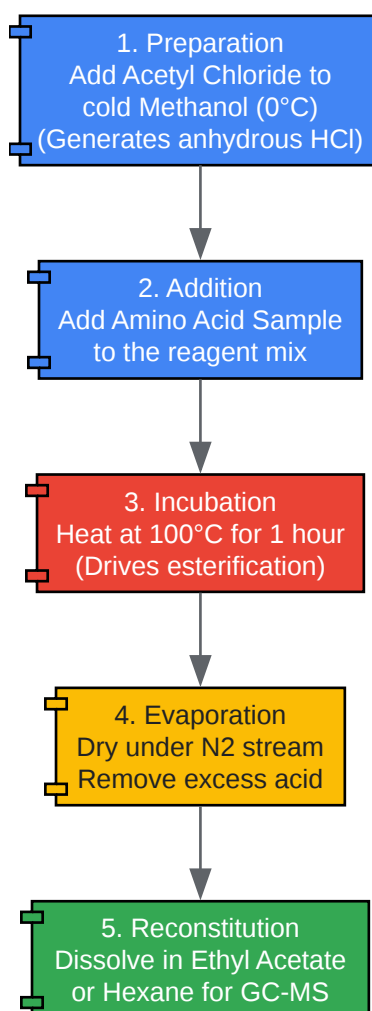 1. Preparation
Add Acetyl Chloride to
cold Methanol (0°C)
(Generates anhydrous HCl)
2. Addition
Add Amino Acid Sample
to the reagent mix
3. Incubation
Heat at 100°C for 1 hour
(Drives esterification)
4. Evaporation
Dry under N2 stream
Remove excess acid
5. Reconstitution
Dissolve in Ethyl Acetate
or Hexane for GC-MS